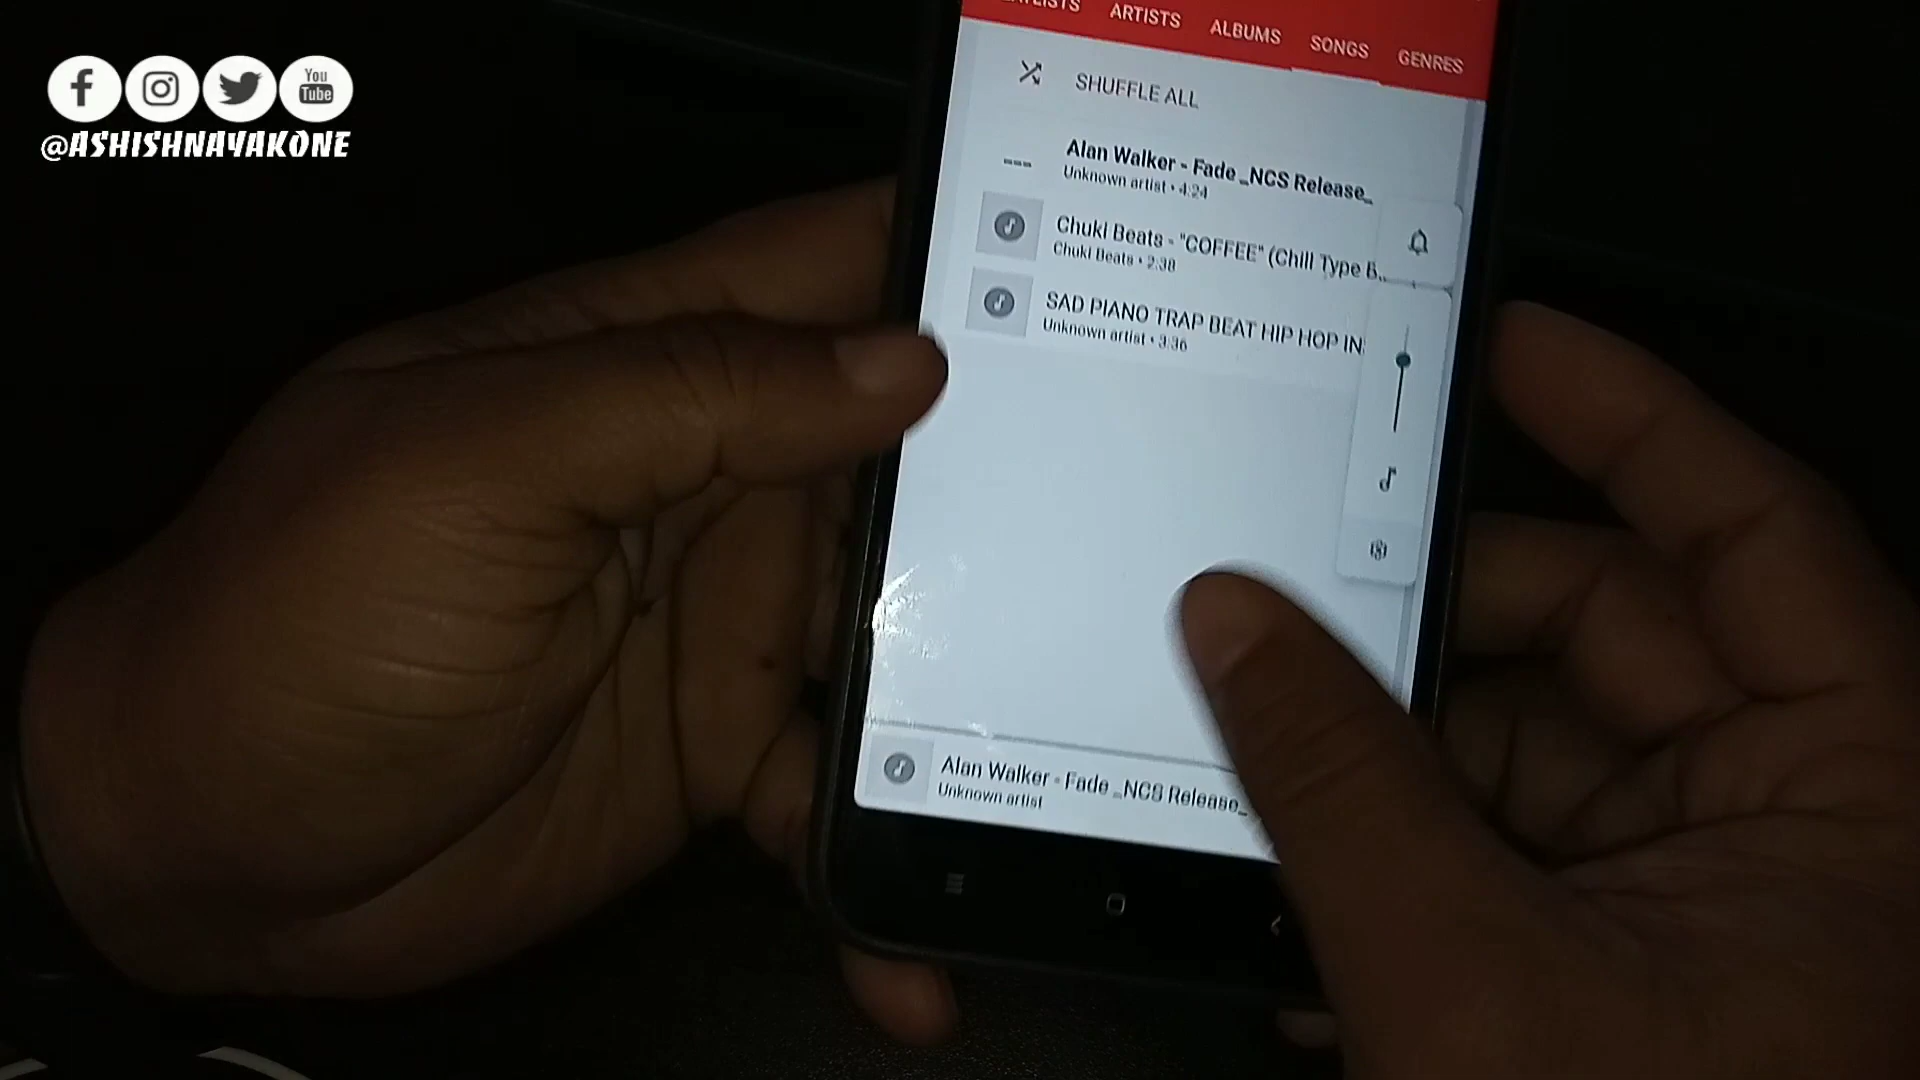 You
Tube
@ASHISHNAYAKONE
ARTISTS
ALBUMS
SONGS
GENRES
SHUFFLE ALL
Alan Walker - Fade _NCS Release_
Unknown artist • 4:24
Chuki Beats - "COFFEE" (Chill Type B...
Chuki Beats • 2:38
SAD PIANO TRAP BEAT HIP HOP IN
Unknown artist • 3:36
Alan Walker - Fade _NCS Release_
Unknown artist